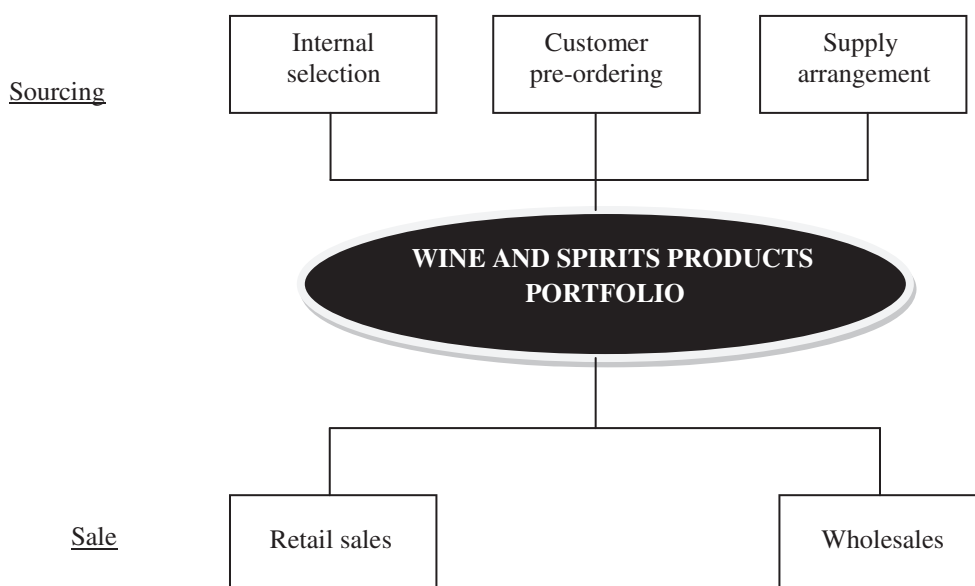 Internal
selection
Customer
pre-ordering
Supply
arrangement
Sourcing
WINE AND SPIRITS PRODUCTS
PORTFOLIO
Sale
Retail sales
Wholesales